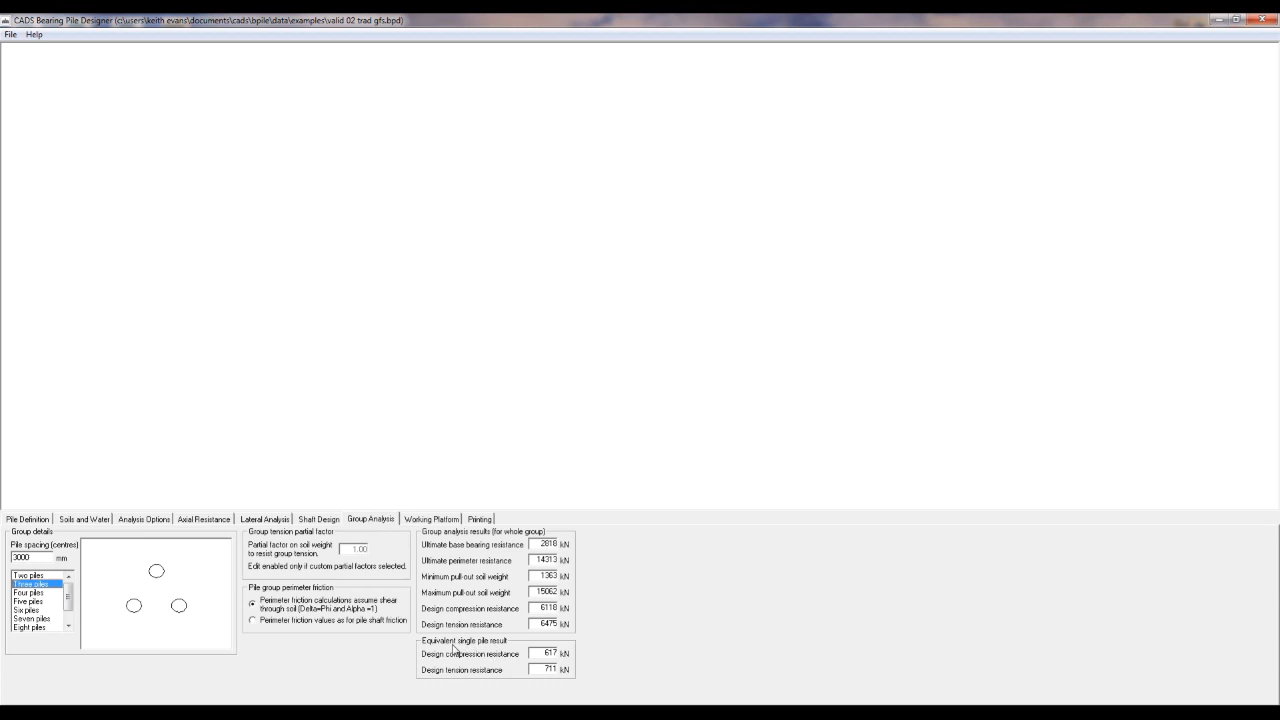 CADS Bearing Pile Designer (c:\users\keith evans\documents\cads\bpile\data\examples\valid 02 trad gfs.bpd)
File Help
Pile Definition Soils and Water Analysis Options Axial Resistance Lateral Analysis Shaft Design Group Analysis Working Platform Printing
Group details
Pile spacing (centres)
3000 mm
Two piles
Three piles
Four piles
Five piles
Six piles
Seven piles
Eight piles
Group tension partial factor
Partial factor on soil weight
to resist group tension.
1.00
Edit enabled only if custom partial factors selected.
Pile group perimeter friction
Perimeter friction calculations assume shear
through soil (Delta=Phi and Alpha =1)
Perimeter friction values as for pile shaft friction
Group analysis results (for whole group)
Ultimate base bearing resistance 2818 kN
Ultimate perimeter resistance 14313 kN
Minimum pull-out soil weight 1363 kN
Maximum pull-out soil weight 15062 kN
Design compression resistance 6118 kN
Design tension resistance 6475 kN
Equivalent single pile result
Design compression resistance 617 kN
Design tension resistance 711 kN